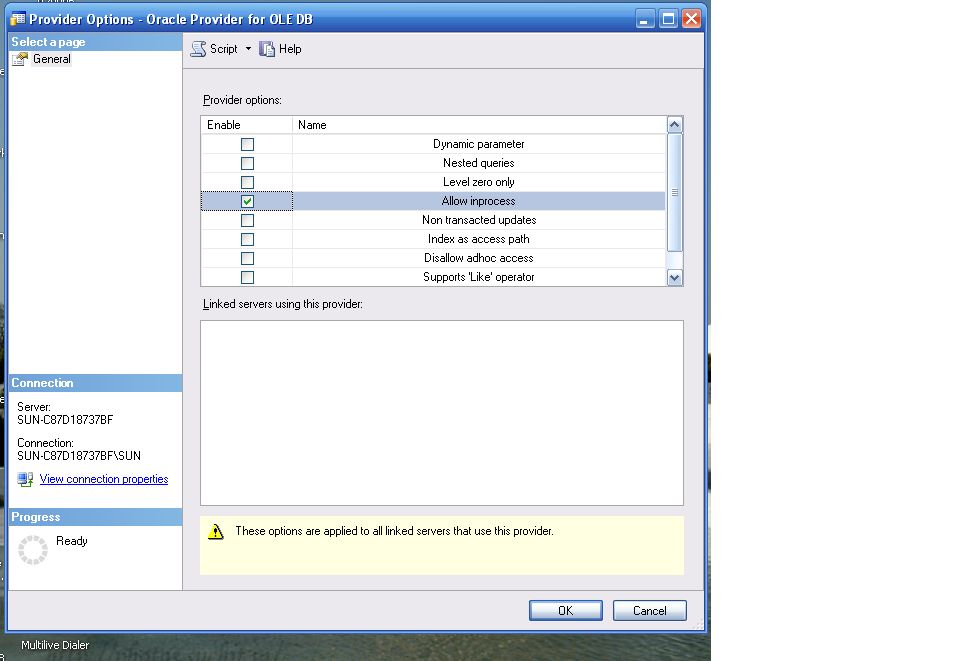 Provider Options - Oracle Provider for OLE DB
Select a page
General
Script
Help
Provider options:
Enable Name
Dynamic parameter
Nested queries
Level zero only
Allow inprocess
Non transacted updates
Index as access path
Disallow adhoc access
Supports 'Like' operator
Linked servers using this provider:
Connection
Server:
SUN-C87D18737BF
Connection:
SUN-C87D18737BF\SUN
View connection properties
Progress
Ready
These options are applied to all linked servers that use this provider.
OK
Cancel
Multilive Dialer